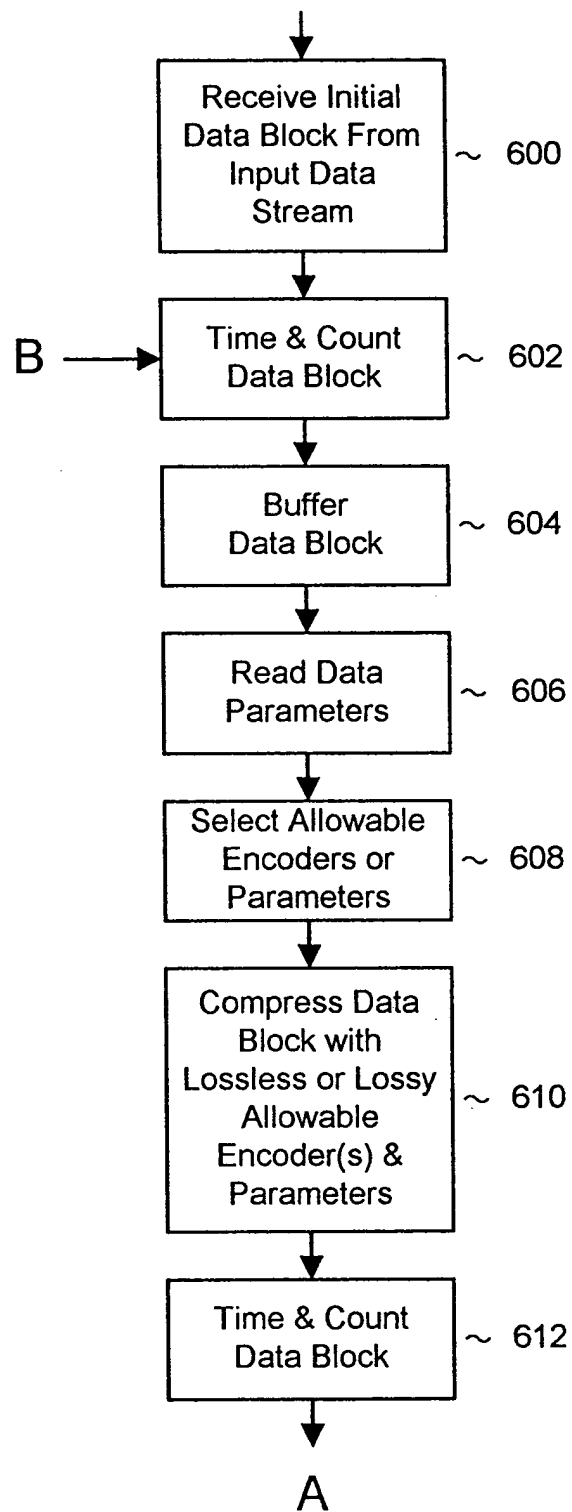 Receive Initial
Data Block From
Input Data
Stream
~ 600
B
Time & Count
Data Block
~ 602
Buffer
Data Block
~ 604
Read Data
Parameters
~ 606
Select Allowable
Encoders or
Parameters
~ 608
Compress Data
Block with
Lossless or Lossy
Allowable
Encoder(s) &
Parameters
~ 610
Time & Count
Data Block
~ 612
A